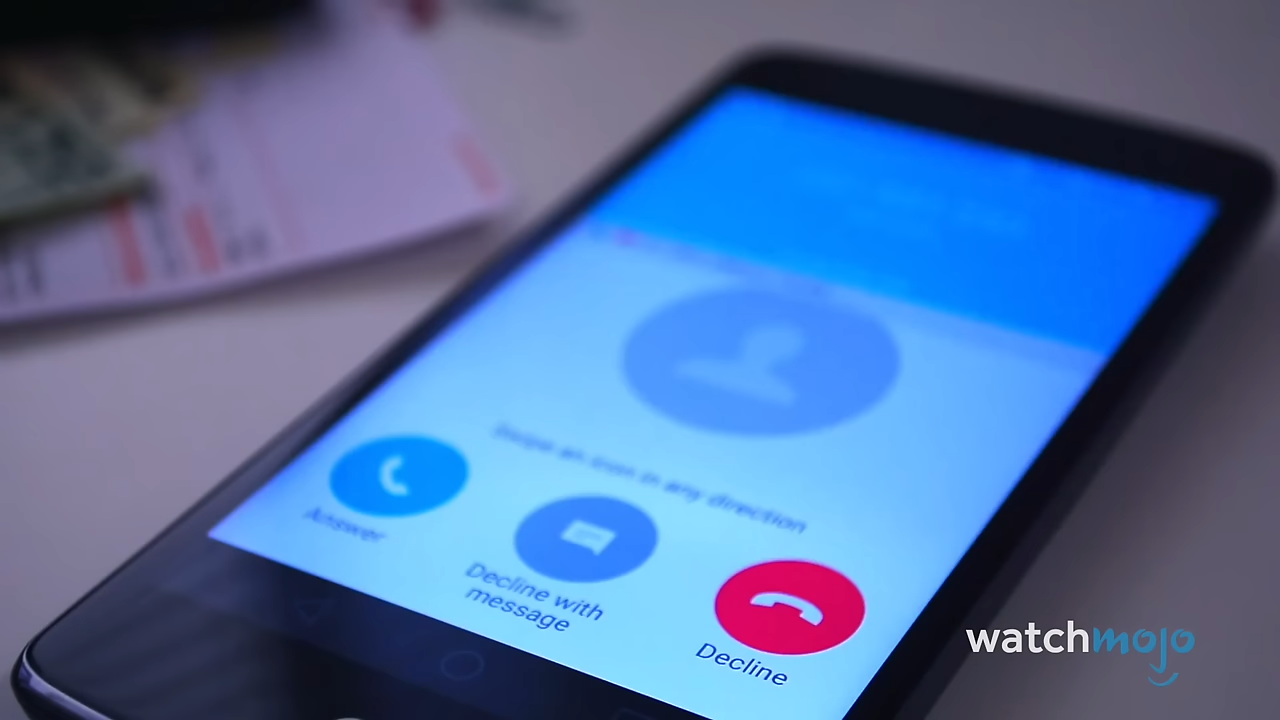 Swipe an icon in any direction
Answer
Decline with
message
Decline
watchmojo